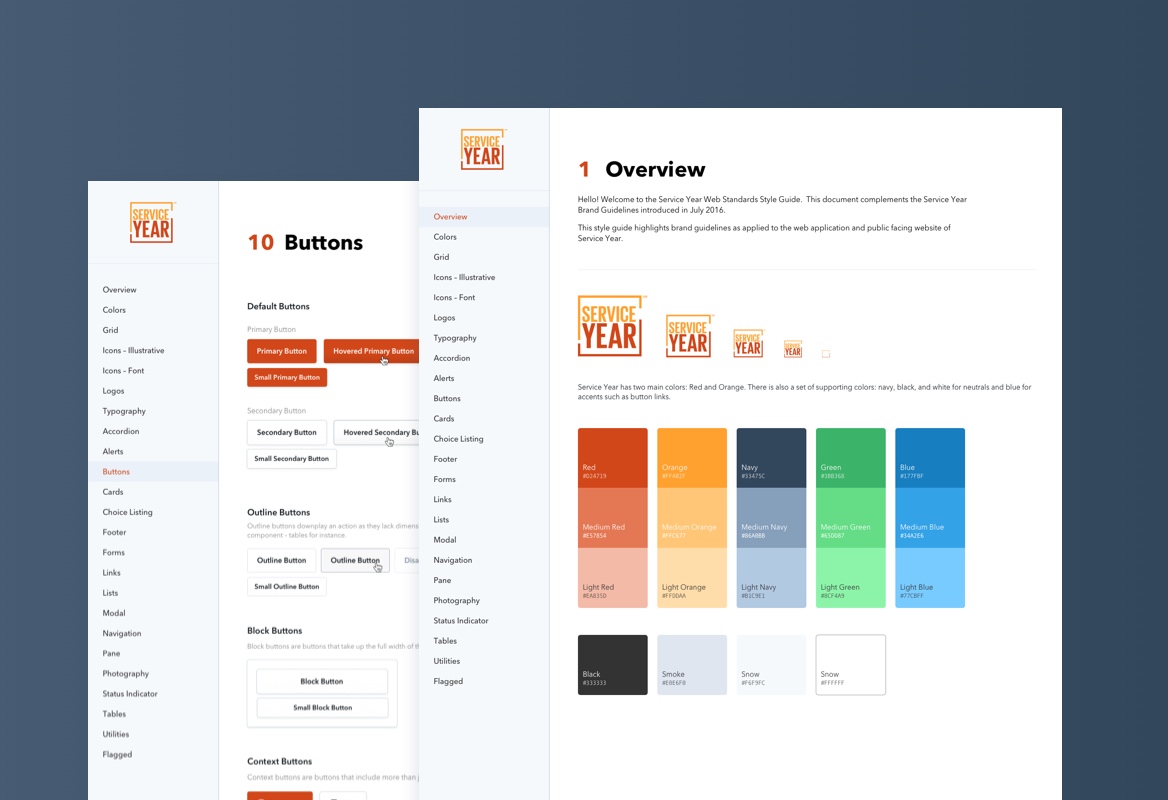 SERVICE
YEAR
10 Buttons
Overview
Colors
Grid
Icons – Illustrative
Icons – Font
Logos
Typography
Accordion
Alerts
Buttons
Cards
Choice Listing
Footer
Forms
Links
Lists
Modal
Navigation
Pane
Photography
Status Indicator
Tables
Utilities
Flagged
Default Buttons
Primary Button
Primary Button
Hovered Primary Button
Small Primary Button
Secondary Button
Secondary Button
Hovered Secondary Bu
Small Secondary Button
Outline Buttons
Outline buttons downplay an action as they lack dimens
component - tables for instance.
Outline Button
Outline Button
Disa
Small Outline Button
Block Buttons
Block buttons are buttons that take up the full width of th
Block Button
Small Block Button
Context Buttons
Context buttons are buttons that include more than
SERVICE
YEAR
Overview
Colors
Grid
Icons – Illustrative
Icons – Font
Logos
Typography
Accordion
Alerts
Buttons
Cards
Choice Listing
Footer
Forms
Links
Lists
Modal
Navigation
Pane
Photography
Status Indicator
Tables
Utilities
Flagged
1 Overview
Hello! Welcome to the Service Year Web Standards Style Guide. This document complements the Service Year
Brand Guidelines introduced in July 2016.
This style guide highlights brand guidelines as applied to the web application and public facing website of
Service Year.
SERVICE
YEAR
SERVICE
YEAR
SERVICE
YEAR
SERVICE
YEAR
Service Year has two main colors: Red and Orange. There is also a set of supporting colors: navy, black, and white for neutrals and blue for
accents such as button links.
Red
#D24719
Orange
Navy
#33475C
Green
Blue
#177FBF
Medium Red
#E57854
Medium Orange
Medium Navy
Medium Green
Medium Blue
#34A2E6
Light Red
Light Orange
#FFDDAA
Light Navy
#B1C9E1
Light Green
#8CF4A9
Light Blue
#77CBFF
Black
#333333
Smoke
Snow
#F6F9FC
Snow
#FFFFFF